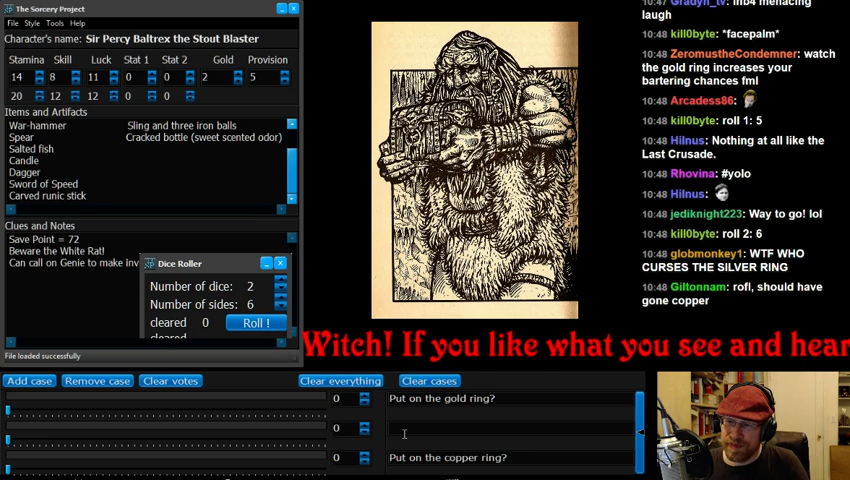 The Sorcery Project
File Style Tools Help
Character's name: Sir Percy Baltrex the Stout Blaster
Stamina Skill Luck Stat 1 Stat 2 Gold Provision
14 8 11 0 0 2 5
20 12 12 0 0
Items and Artifacts
War-hammer Sling and three iron balls
Spear Cracked bottle (sweet scented odor)
Salted fish
Candle
Dagger
Sword of Speed
Carved runic stick
Clues and Notes
Save Point = 72
Beware the White Rat!
Can call on Genie to make inv
Dice Roller
Number of dice: 2
Number of sides: 6
cleared 0 Roll !
cleared
File loaded successfully
Witch! If you like what you see and hear
Add case Remove case Clear votes Clear everything Clear cases
0 Put on the gold ring?
0
0 Put on the copper ring?
10:47 Gradyn_tv: inb4 menacing
laugh
10:48 kill0byte: *facepalm*
10:48 ZeromustheCondemner: watch
the gold ring increases your
bartering chances fml
10:48 Arcadess86:
10:48 kill0byte: roll 1: 5
10:48 Hilnus: Nothing at all like the
Last Crusade.
10:48 Rhovina: #yolo
10:48 Hilnus:
10:48 jediknight223: Way to go! lol
10:48 kill0byte: roll 2: 6
10:48 globmonkey1: WTF WHO
CURSES THE SILVER RING
10:48 Giltonnam: rofl, should have
gone copper